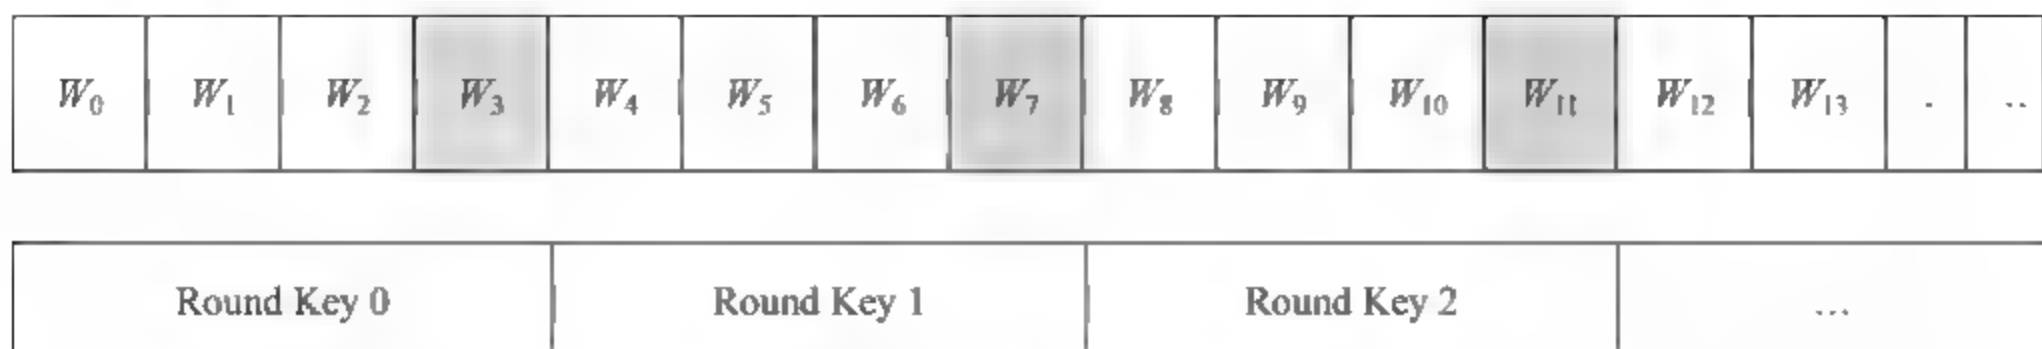 W₀ W₁ W₂ W₃ W₄ W₅ W₆ W₇ W₈ W₉ W₁₀ W₁₁ W₁₂ W₁₃ . ..
Round Key 0 Round Key 1 Round Key 2 ...